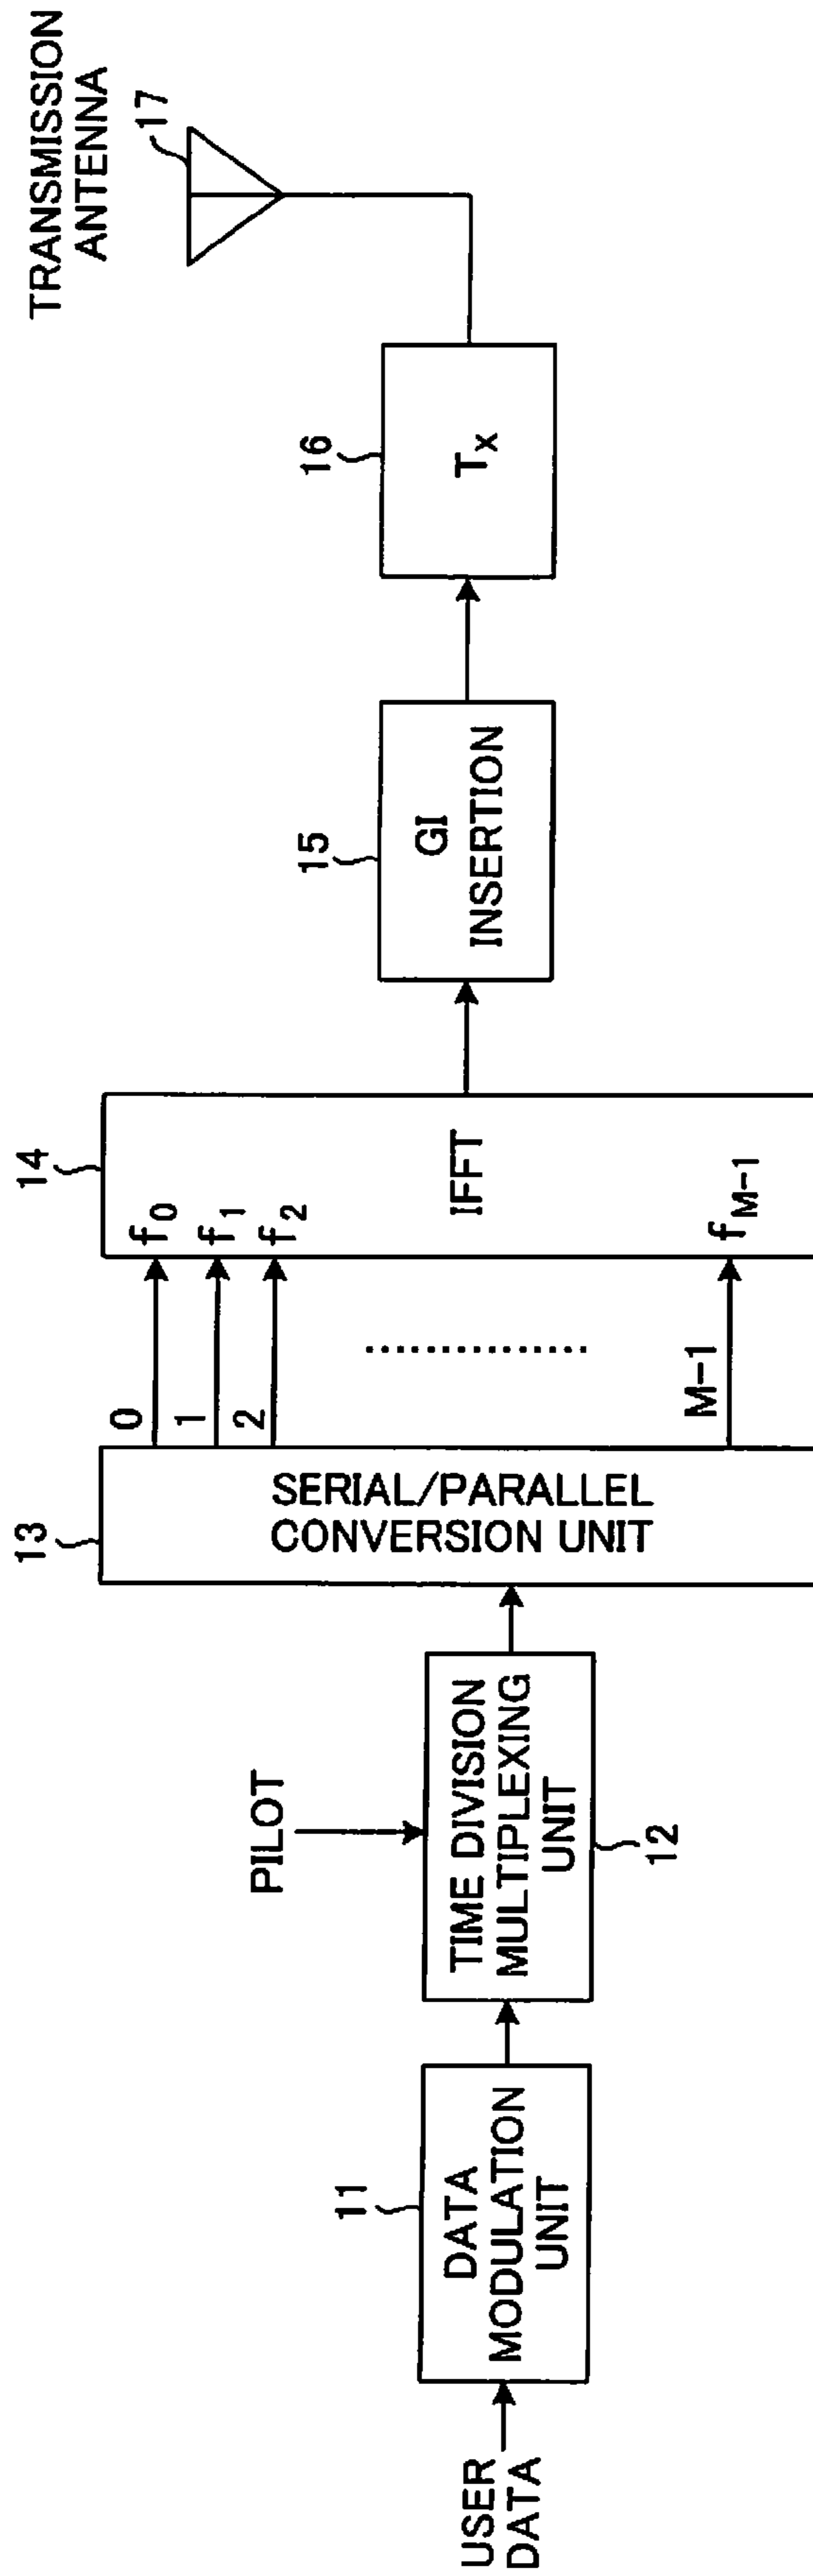 USER
DATA
11
DATA
MODULATION
UNIT
PILOT
TIME DIVISION
MULTIPLEXING
UNIT
12
13
SERIAL/PARALLEL
CONVERSION UNIT
0
1
2
M-1
14
f0
f1
f2
fM-1
IFFT
15
GI
INSERTION
16
Tx
TRANSMISSION
ANTENNA
17